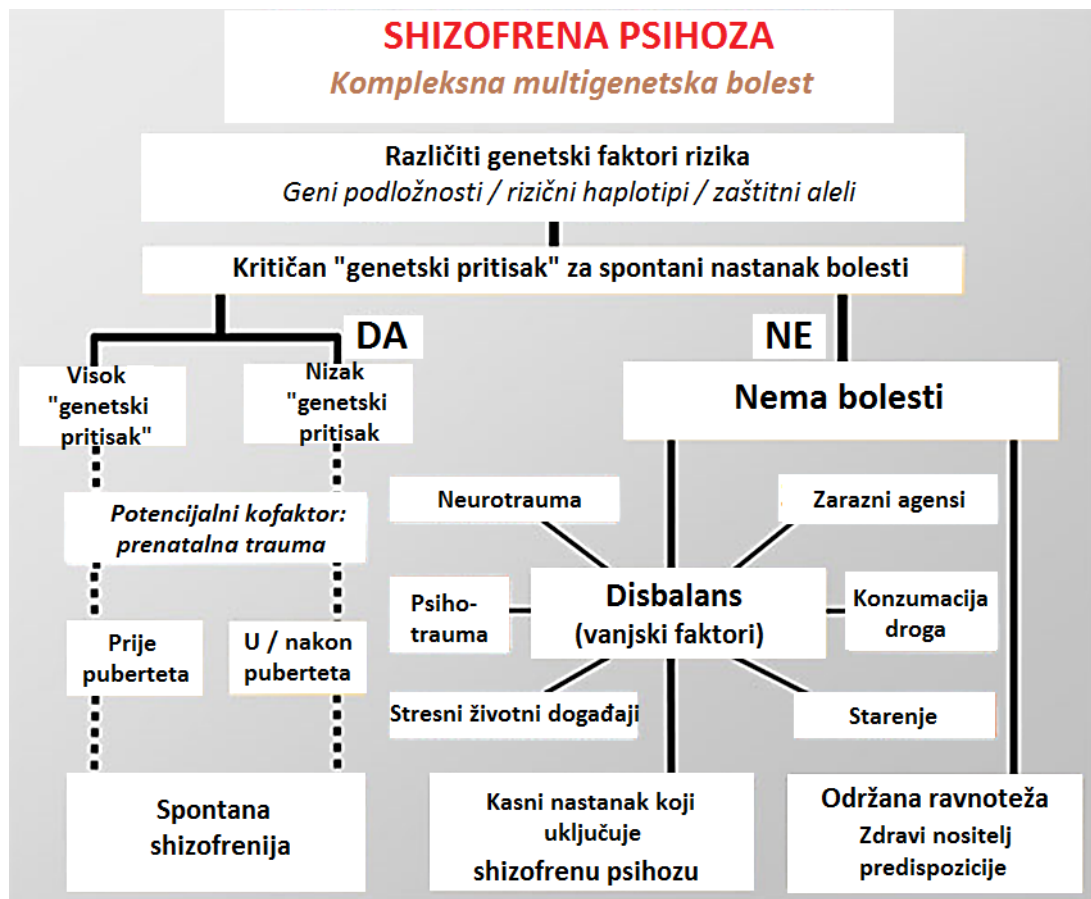 SHIZOFRENA PSIHOZA
Kompleksna multigenetska bolest
Različiti genetski faktori rizika
Geni podložnosti / rizični haplotipi / zaštitni aleli
Kritičan "genetski pritisak" za spontani nastanak bolesti
DA
NE
Visok
"genetski
pritisak"
Nizak
"genetski
pritisak
Nema bolesti
Potencijalni kofaktor:
prenatalna trauma
Neurotrauma
Zarazni agensi
Psiho-
trauma
Disbalans
(vanjski faktori)
Konzumacija
droga
Prije
puberteta
U / nakon
puberteta
Stresni životni događaji
Starenje
Spontana
shizofrenija
Kasni nastanak koji
uključuje
shizofrenu psihozu
Održana ravnoteža
Zdravi nositelj
predispozicije